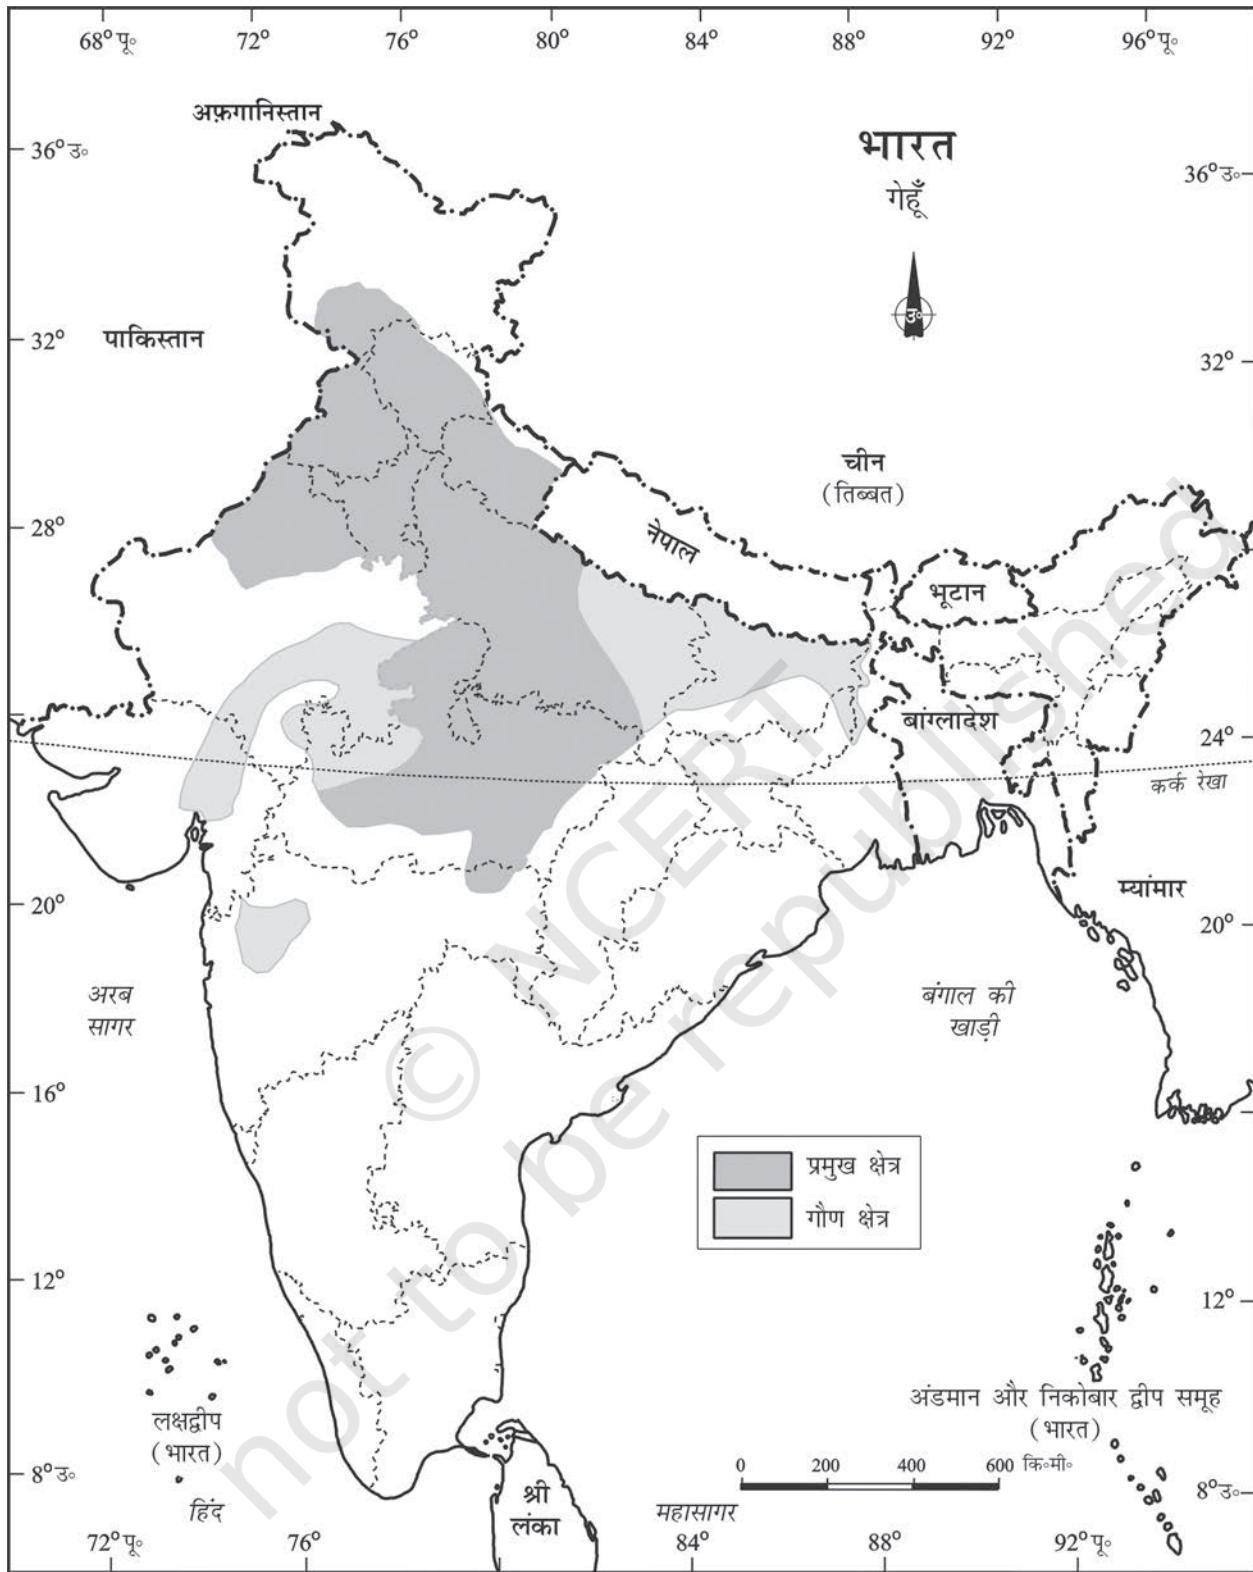 68°पू॰ 72° 76° 80° 84° 88° 92° 96°पू॰
अफ़गानिस्तान
भारत
36°उ॰
36°उ॰
गेहूँ
उ॰
पाकिस्तान
32°
32°
चीन
(तिब्बत)
28°
28°
नेपाल
भूटान
बांग्लादेश
24°
कर्क रेखा
म्यांमार
20°
20°
अरब
सागर
बंगाल की
खाड़ी
16°
© NCERT
not to be republished
प्रमुख क्षेत्र
गौण क्षेत्र
12°
12°
अंडमान और निकोबार द्वीप समूह
(भारत)
लक्षद्वीप
(भारत)
0 200 400 600 कि॰मी॰
8°उ॰
8°उ॰
श्री
लंका
हिंद
महासागर
72°पू॰ 76° 84° 88° 92°पू॰